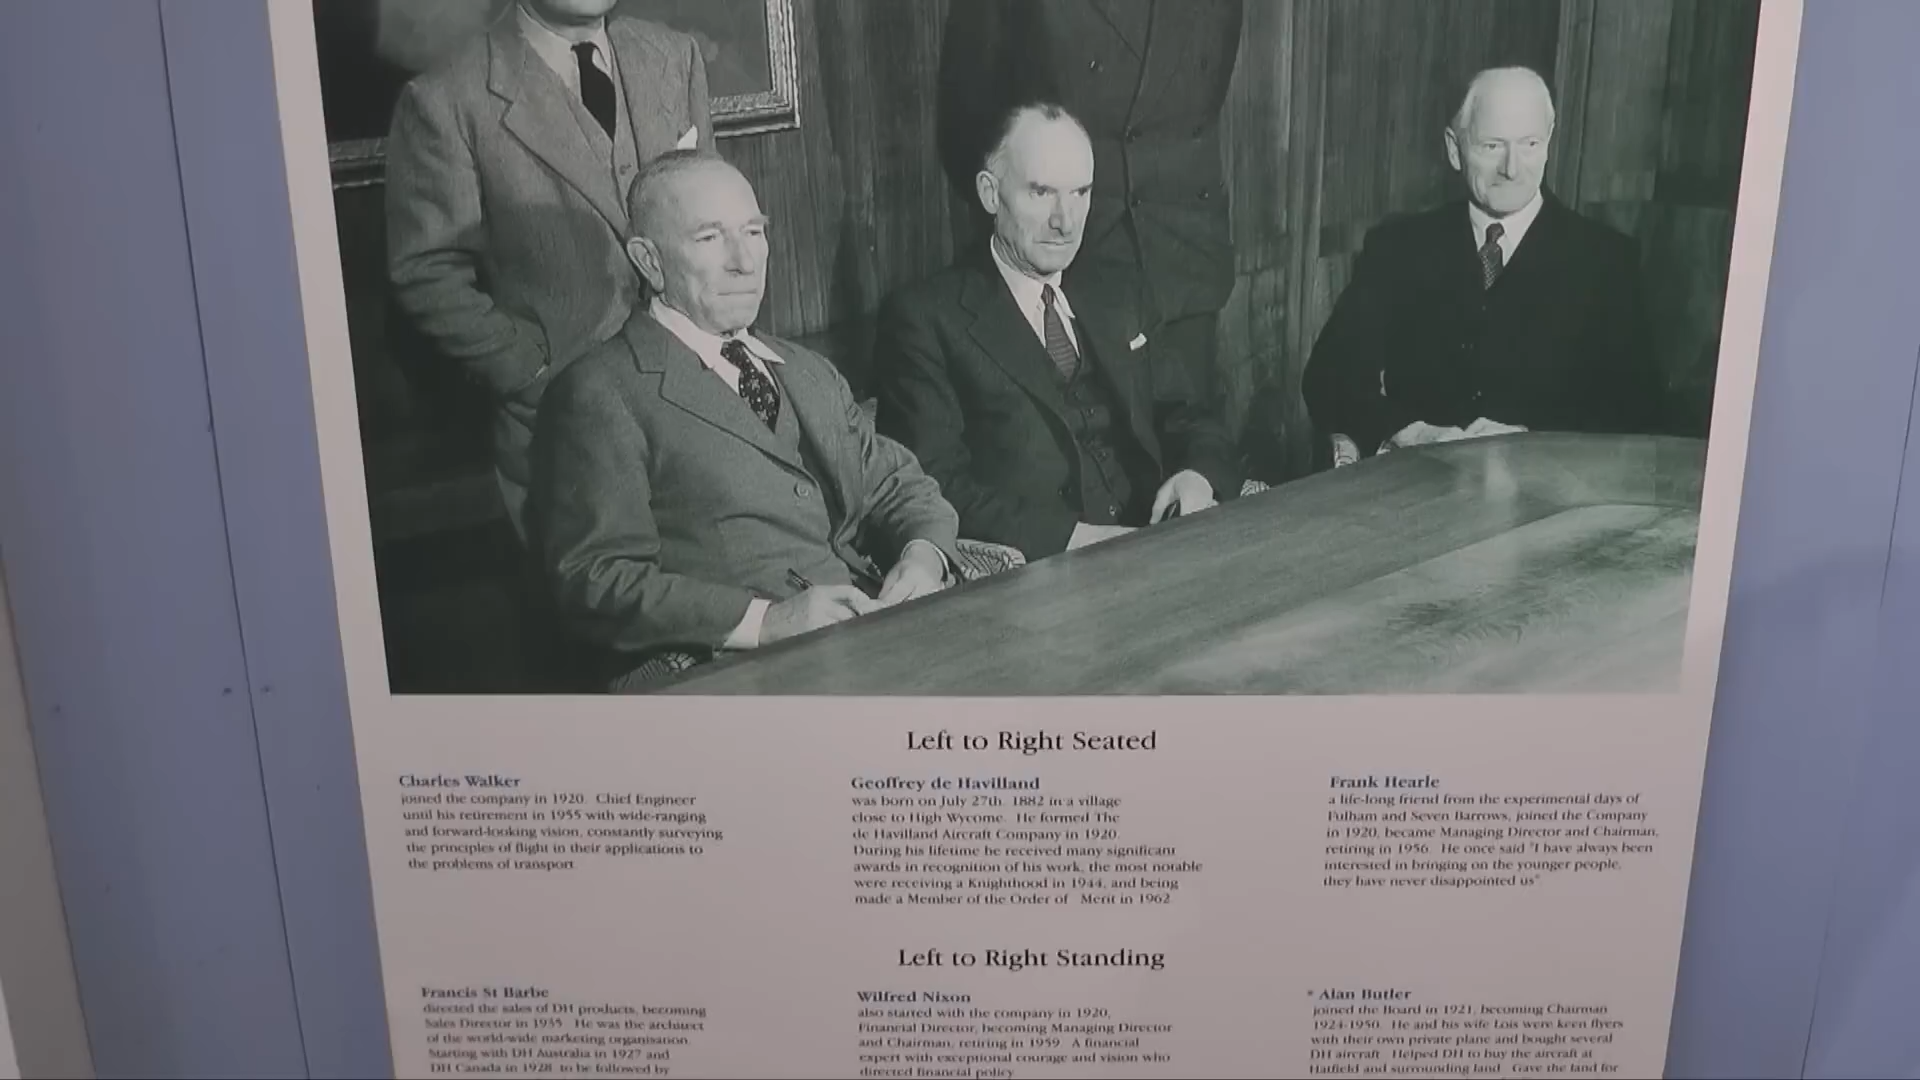 Left to Right Seated
Charles Walker
joined the company in 1920. Chief Engineer
until his retirement in 1955 with wide-ranging
and forward-looking vision, constantly surveying
the principles of flight in their applications to
the problems of transport.
Geoffrey de Havilland
was born on July 27th. 1882 in a village
close to High Wycome. He formed The
de Havilland Aircraft Company in 1920.
During his lifetime he received many significant
awards in recognition of his work, the most notable
were receiving a Knighthood in 1944, and being
made a Member of the Order of Merit in 1962.
Frank Hearle
a life-long friend from the experimental days of
Fulham and Seven Barrows, joined the Company
in 1920, became Managing Director and Chairman,
retiring in 1956. He once said "I have always been
interested in bringing on the younger people,
they have never disappointed us"
Left to Right Standing
Francis St Barbe
directed the sales of DH products, becoming
Sales Director in 1935. He was the architect
of the world-wide marketing organisation.
Starting with DH Australia in 1927 and
DH Canada in 1928, to be followed by
Wilfred Nixon
also started with the company in 1920,
Financial Director, becoming Managing Director
and Chairman, retiring in 1959. A financial
expert with exceptional courage and vision who
directed financial policy
* Alan Butler
joined the Board in 1921, becoming Chairman
1924-1950. He and his wife Lois were keen flyers
with their own private plane and bought several
DH aircraft. Helped DH to buy the aircraft at
Hatfield and surrounding land. Gave the land for